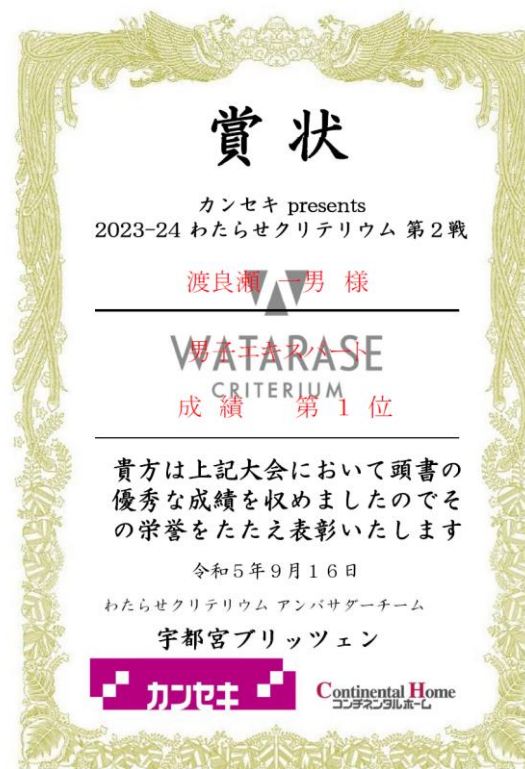 賞状
カンセキ presents
2023-24 わたらせクリテリウム 第2戦
渡良瀬 一男 様
男子エキスパート
WATARASE
CRITERIUM
成績 第1位
貴方は上記大会において頭書の
優秀な成績を収めましたのでそ
の栄誉をたたえ表彰いたします
令和5年9月16日
わたらせクリテリウム アンバサダーチーム
宇都宮ブリッツェン
カンセキ
Continental Home
コンチネンタルホーム